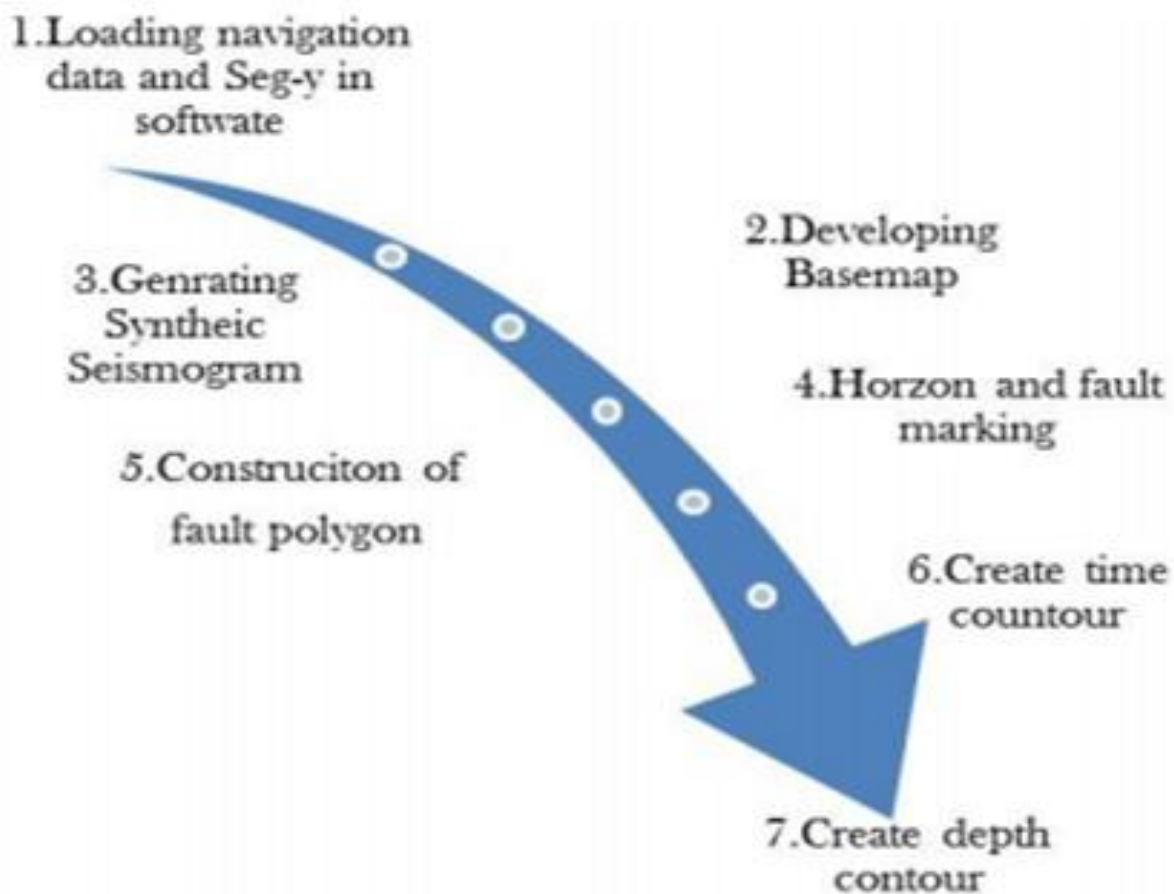 1.Loading navigation
data and Seg-y in
softwate
2.Developing
Basemap
3.Genrating
Syntheic
Seismogram
4.Horzon and fault
marking
5.Construciton of
fault polygon
6.Create time
countour
7.Create depth
contour